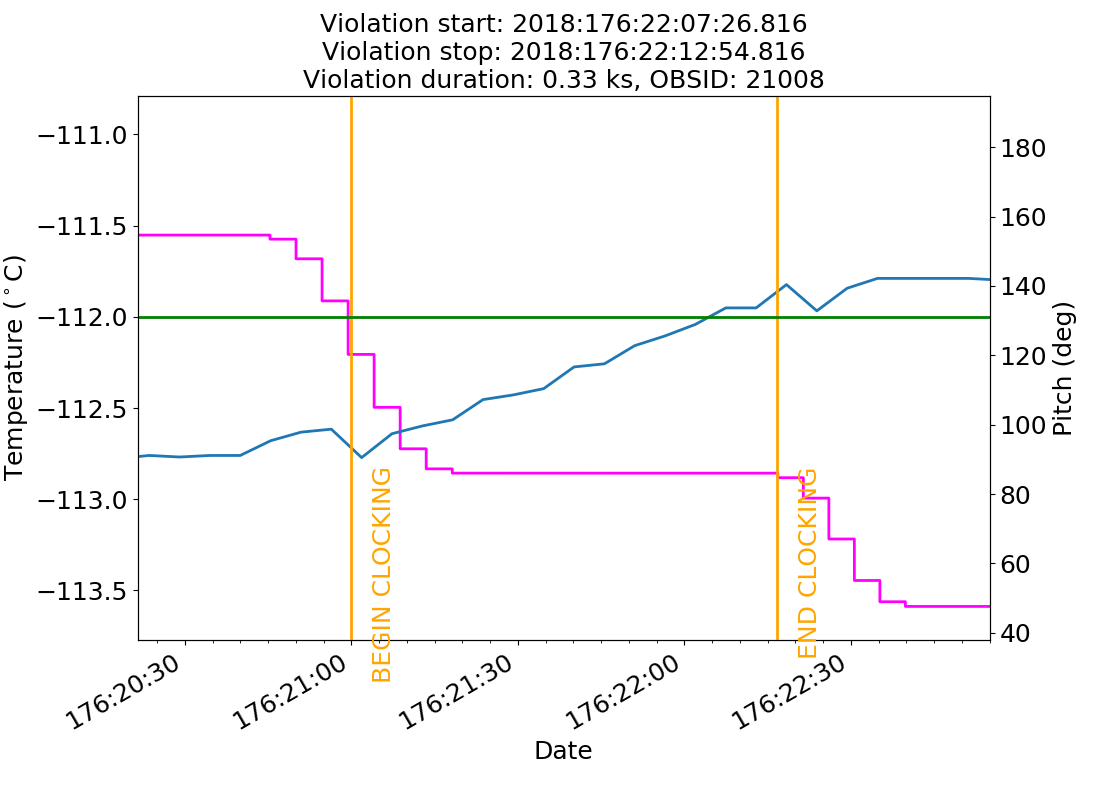 Violation start: 2018:176:22:07:26.816
Violation stop: 2018:176:22:12:54.816
Violation duration: 0.33 ks, OBSID: 21008
−111.0
−111.5
−112.0
−112.5
−113.0
−113.5
Temperature (°C)
180
160
140
120
100
80
60
40
Pitch (deg)
BEGIN CLOCKING
END CLOCKING
176:20:30
176:21:00
176:21:30
176:22:00
176:22:30
Date